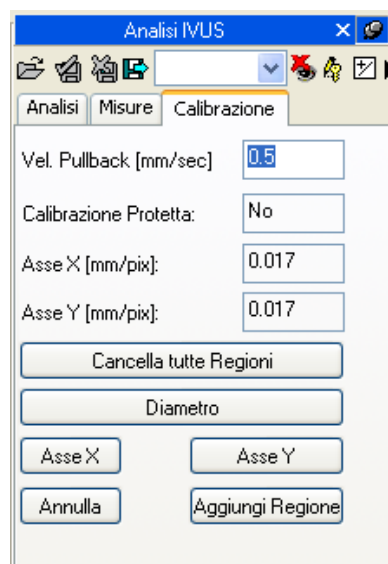 Analisi IVUS
Analisi Misure Calibrazione
Vel. Pullback [mm/sec] 0.5
Calibrazione Protetta: No
Asse X [mm/pix]: 0.017
Asse Y [mm/pix]: 0.017
Cancella tutte Regioni
Diametro
Asse X Asse Y
Annulla Aggiungi Regione